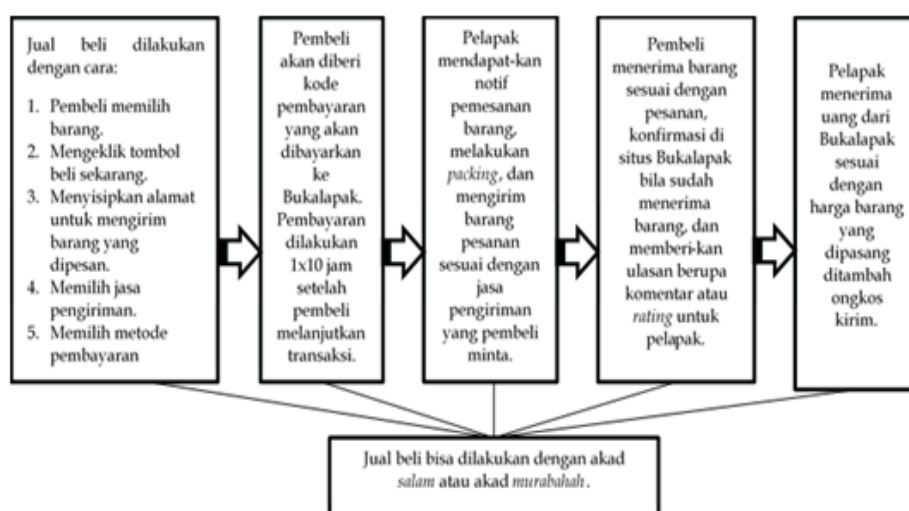 Jual beli dilakukan
dengan cara:
1. Pembeli memilih
barang.
2. Mengeklik tombol
beli sekarang.
3. Menyisipkan alamat
untuk mengirim
barang yang
dipesan.
4. Memilih jasa
pengiriman.
5. Memilih metode
pembayaran
Pembeli
akan diberi
kode
pembayaran
yang akan
dibayarkan
ke
Bukalapak.
Pembayaran
dilakukan
1x10 jam
setelah
pembeli
melanjutkan
transaksi.
Pelapak
mendapat-kan
notif
pemesanan
barang,
melakukan
packing, dan
mengirim
barang
pesanan
sesuai dengan
jasa
pengiriman
yang pembeli
minta.
Pembeli
menerima barang
sesuai dengan
pesanan,
konfirmasi di
situs Bukalapak
bila sudah
menerima
barang, dan
memberi-kan
ulasan berupa
komentar atau
rating untuk
pelapak.
Pelapak
menerima
uang dari
Bukalapak
sesuai
dengan
harga barang
yang
dipasang
ditambah
ongkos
kirim.
Jual beli bisa dilakukan dengan akad
salam atau akad murabahah.